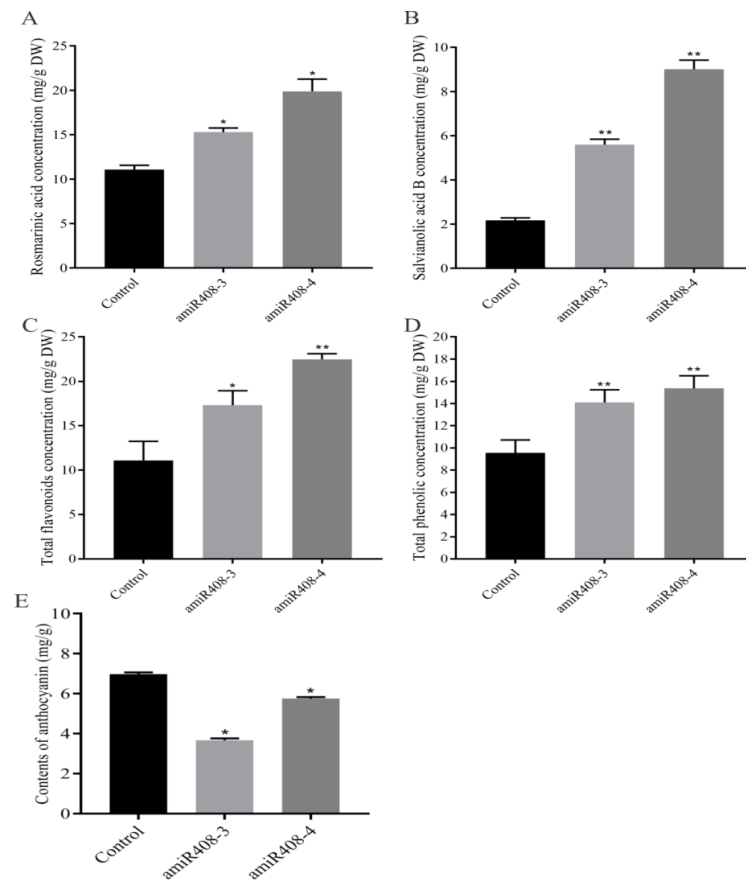 A
Rosmarinic acid concentration (mg/g DW)
25
20
15
10
5
0
*
*
Control
amiR408-3
amiR408-4
B
Salvianolic acid B concentration (mg/g DW)
10
8
6
4
2
0
**
**
Control
amiR408-3
amiR408-4
C
Total flavonoids concentration (mg/g DW)
25
20
15
10
5
0
*
**
Control
amiR408-3
amiR408-4
D
Total phenolic concentration (mg/g DW)
20
18
16
14
12
10
8
6
4
2
0
**
**
Control
amiR408-3
amiR408-4
E
Contents of anthocyanin (mg/g)
10
8
6
4
2
0
*
*
Control
amiR408-3
amiR408-4